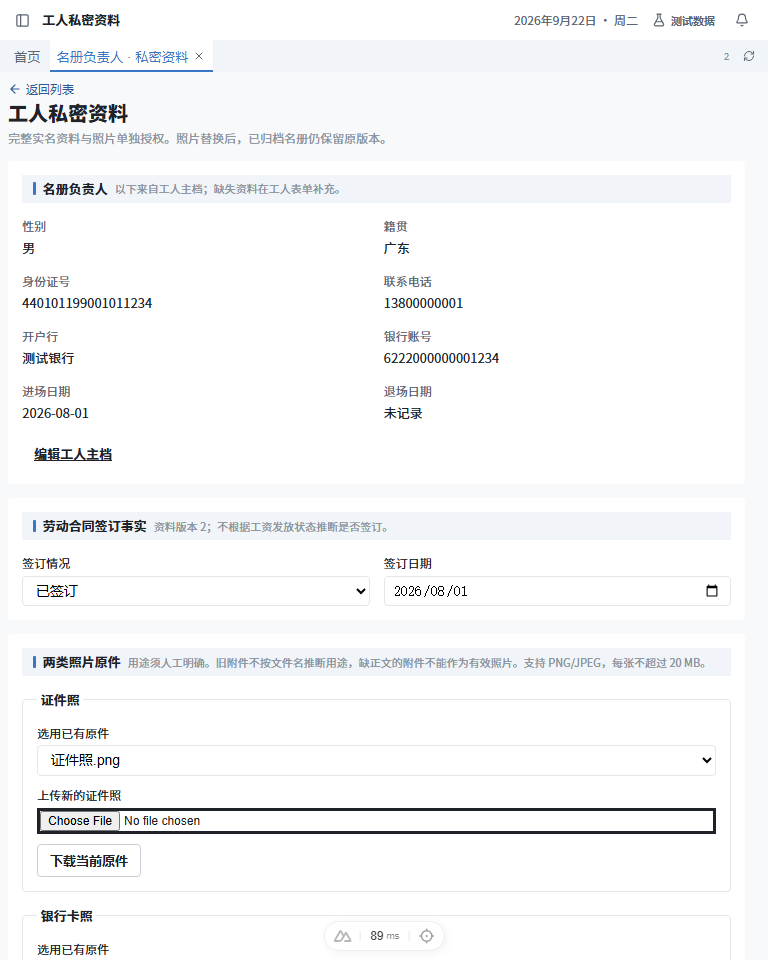 工人私密资料
2026年9月22日 · 周二 测试数据
首页 名册负责人 · 私密资料 ×
2
返回列表
工人私密资料
完整实名资料与照片单独授权。照片替换后，已归档名册仍保留原版本。
名册负责人 以下来自工人主档；缺失资料在工人表单补充。
性别 籍贯
男 广东
身份证号 联系电话
440101199001011234 13800000001
开户行 银行账号
测试银行 6222000000001234
进场日期 退场日期
2026-08-01 未记录
编辑工人主档
劳动合同签订事实 资料版本 2；不根据工资发放状态推断是否签订。
签订情况 签订日期
已签订 2026/08/01
两类照片原件 用途须人工明确。旧附件不按文件名推断用途，缺正文的附件不能作为有效照片。支持 PNG/JPEG，每张不超过 20 MB。
证件照
选用已有原件
证件照.png
上传新的证件照
Choose File No file chosen
下载当前原件
银行卡照
选用已有原件
89 ms